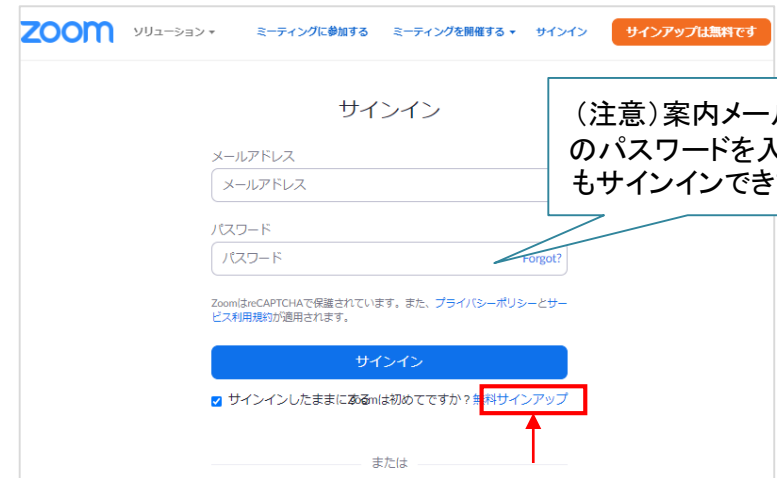 zoom ソリューション ミーティングに参加する ミーティングを開催する サインイン サインアップは無料です
サインイン
(注意)案内メー
のパスワードを入
もサインインでき
メールアドレス
メールアドレス
パスワード
パスワード Forgot?
ZoomはreCAPTCHAで保護されています。また、プライバシーポリシーとサー
ビス利用規約が適用されます。
サインイン
サインインしたままにする Zoomは初めてですか?無料サインアップ
または